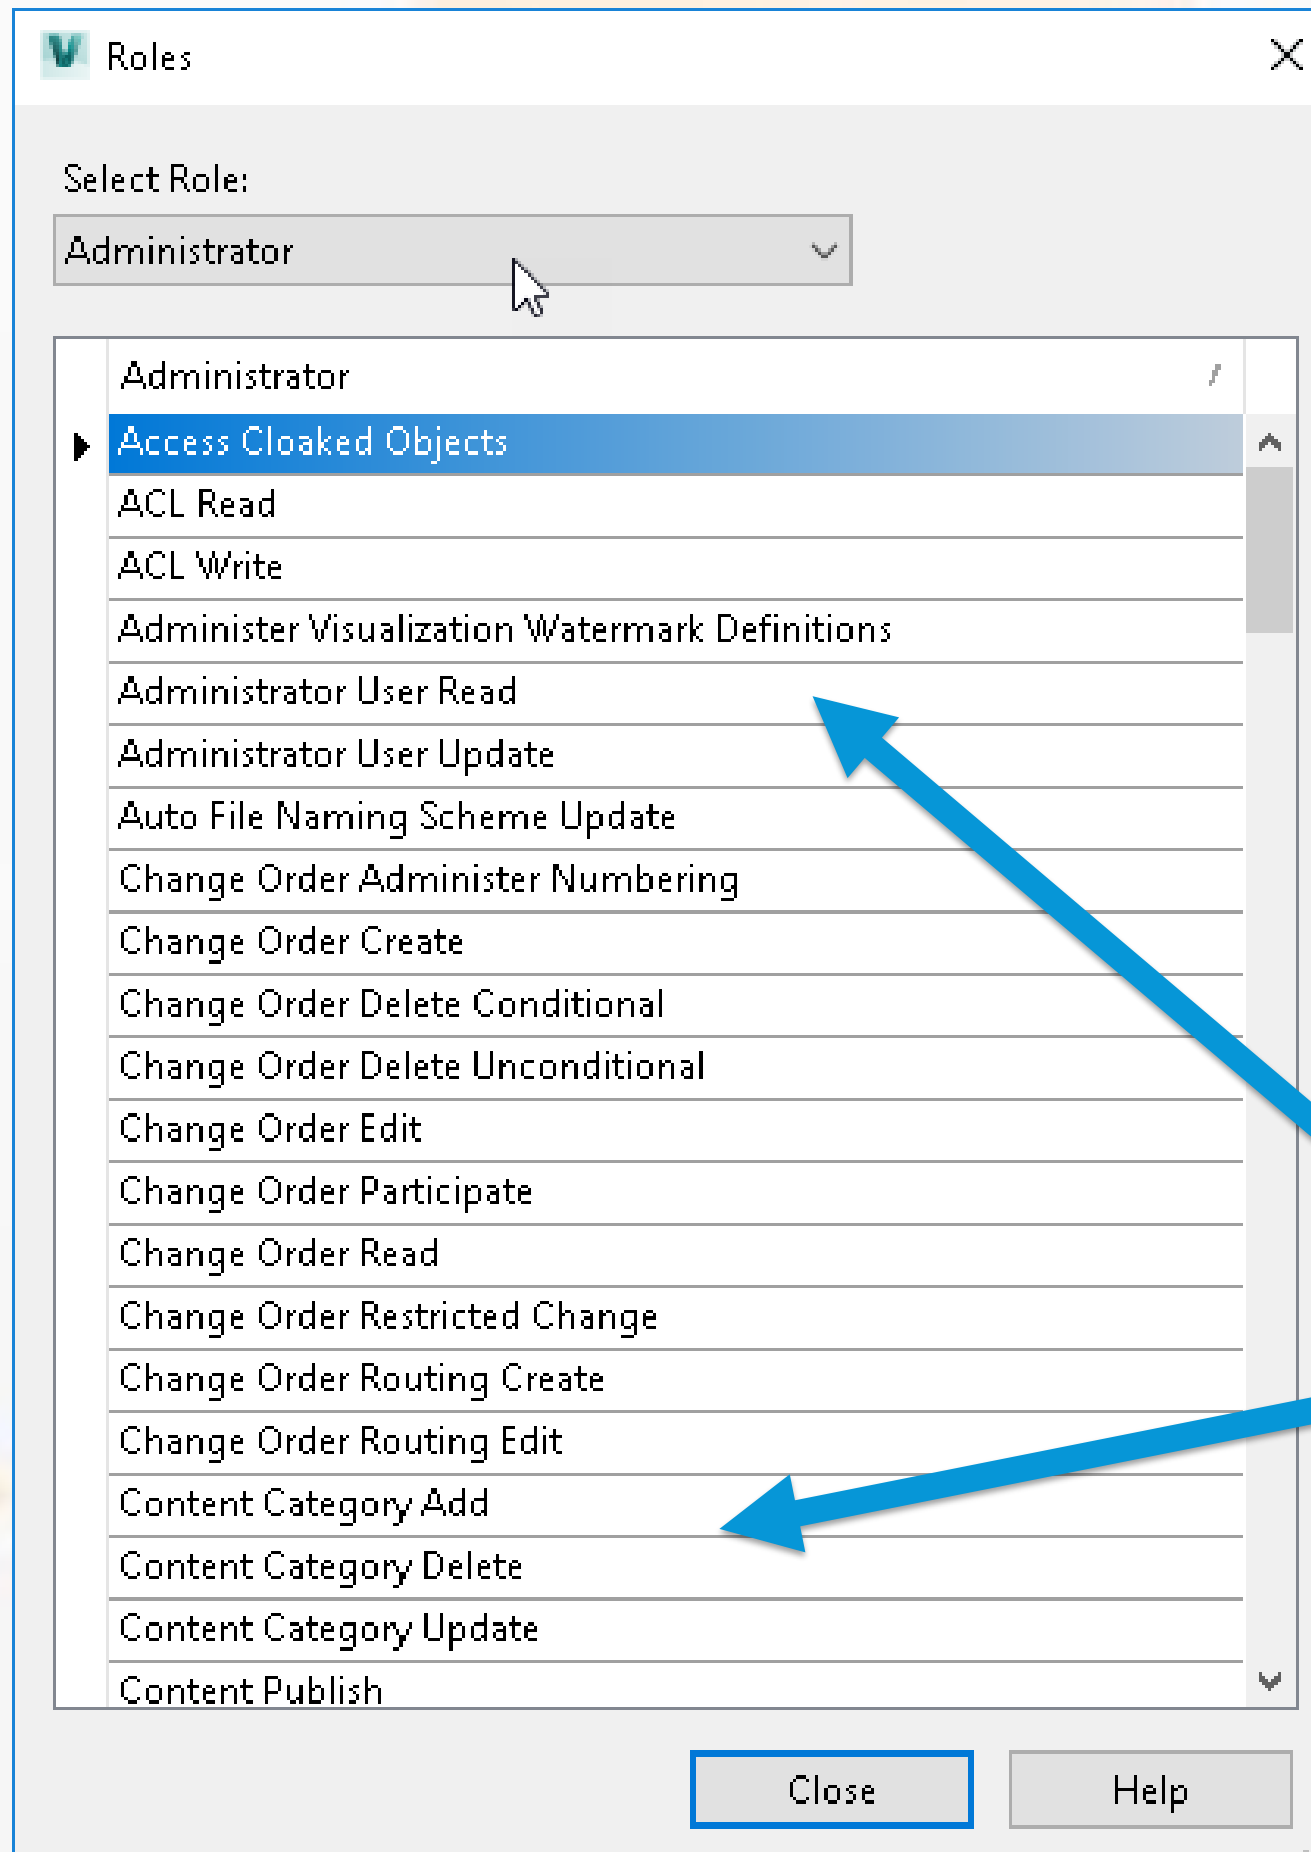 Roles
Select Role:
Administrator
Administrator
Access Cloaked Objects
ACL Read
ACL Write
Administer Visualization Watermark Definitions
Administrator User Read
Administrator User Update
Auto File Naming Scheme Update
Change Order Administer Numbering
Change Order Create
Change Order Delete Conditional
Change Order Delete Unconditional
Change Order Edit
Change Order Participate
Change Order Read
Change Order Restricted Change
Change Order Routing Create
Change Order Routing Edit
Content Category Add
Content Category Delete
Content Category Update
Content Publish
Close Help